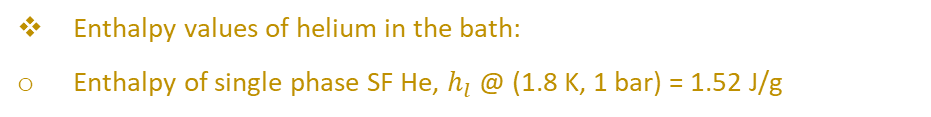 ❖ Enthalpy values of helium in the bath:
○ Enthalpy of single phase SF He, hₗ @ (1.8 K, 1 bar) = 1.52 J/g